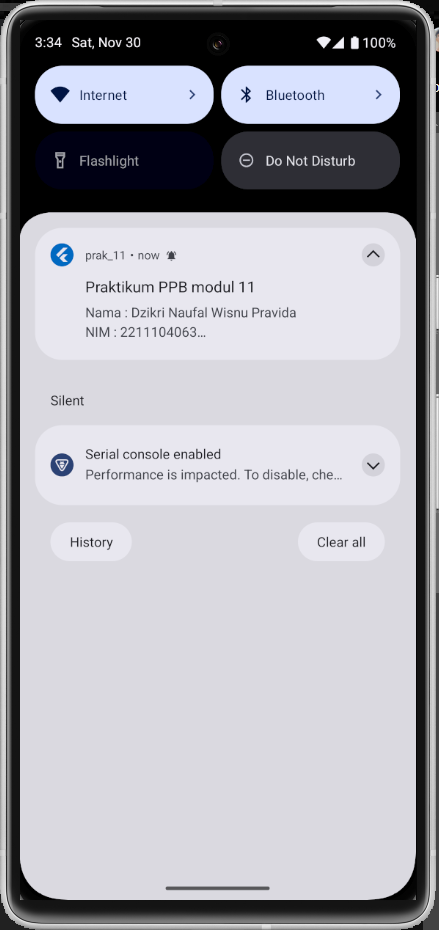 3:34 Sat, Nov 30 100%
Internet Bluetooth
Flashlight Do Not Disturb
prak_11 • now
Praktikum PPB modul 11
Nama : Dzikri Naufal Wisnu Pravida
NIM : 2211104063...
Silent
Serial console enabled
Performance is impacted. To disable, che...
History Clear all